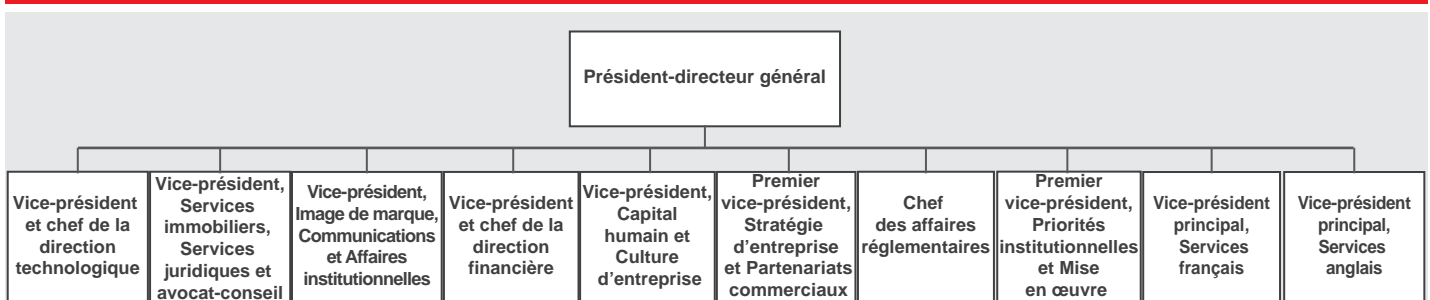 Président-directeur général
Vice-président
et chef de la
direction
technologique
Vice-président,
Services
immobiliers,
Services
juridiques et
avocat-conseil
Vice-président,
Image de marque,
Communications
et Affaires
institutionnelles
Vice-président
et chef de la
direction
financière
Vice-président,
Capital
humain et
Culture
d'entreprise
Premier
vice-président,
Stratégie
d'entreprise
et Partenariats
commerciaux
Chef
des affaires
réglementaires
Premier
vice-président,
Priorités
institutionnelles
et Mise
en œuvre
Vice-président
principal,
Services
français
Vice-président
principal,
Services
anglais